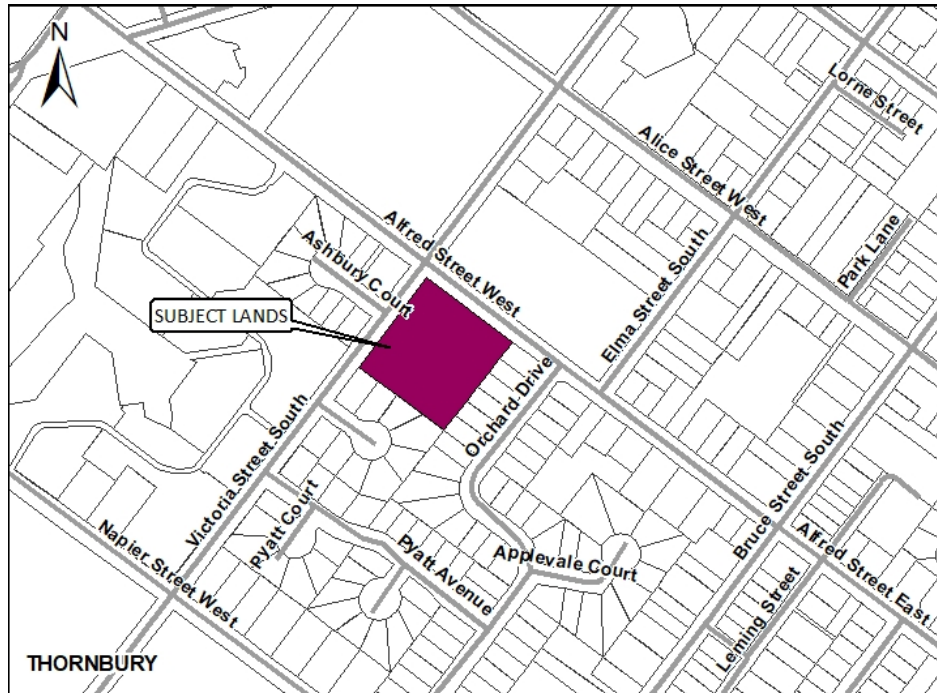 N
Lorne Street
Alice Street West
Park Lane
Alfred Street West
Ashbury Court
Elma Street South
SUBJECT LANDS
Orchard Drive
Victoria Street South
Bruce Street South
Pyatt Court
Napier Street West
Pyatt Avenue
Applevale Court
Alfred Street East
Leming Street
THORNBURY